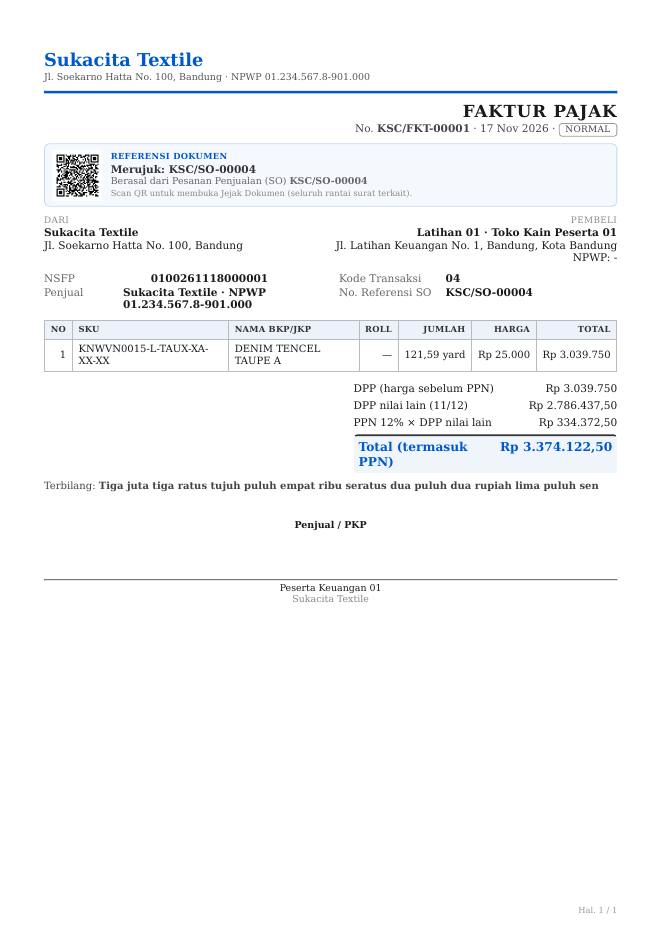 Sukacita Textile
Jl. Soekarno Hatta No. 100, Bandung · NPWP 01.234.567.8-901.000
FAKTUR PAJAK
No. KSC/FKT-00001 · 17 Nov 2026 · NORMAL
REFERENSI DOKUMEN
Merujuk: KSC/SO-00004
Berasal dari Pesanan Penjualan (SO) KSC/SO-00004
Scan QR untuk membuka Jejak Dokumen (seluruh rantai surat terkait).
DARI
Sukacita Textile
Jl. Soekarno Hatta No. 100, Bandung
PEMBELI
Latihan 01 · Toko Kain Peserta 01
Jl. Latihan Keuangan No. 1, Bandung, Kota Bandung
NPWP: -
NSFP 0100261118000001
Penjual Sukacita Textile · NPWP
01.234.567.8-901.000
Kode Transaksi 04
No. Referensi SO KSC/SO-00004
NO SKU NAMA BKP/JKP ROLL JUMLAH HARGA TOTAL
1 KNWVN0015-L-TAUX-XA-XX-XX DENIM TENCEL TAUPE A — 121,59 yard Rp 25.000 Rp 3.039.750
DPP (harga sebelum PPN) Rp 3.039.750
DPP nilai lain (11/12) Rp 2.786.437,50
PPN 12% × DPP nilai lain Rp 334.372,50
Total (termasuk PPN) Rp 3.374.122,50
Terbilang: Tiga juta tiga ratus tujuh puluh empat ribu seratus dua puluh dua rupiah lima puluh sen
Penjual / PKP
Peserta Keuangan 01
Sukacita Textile
Hal. 1 / 1